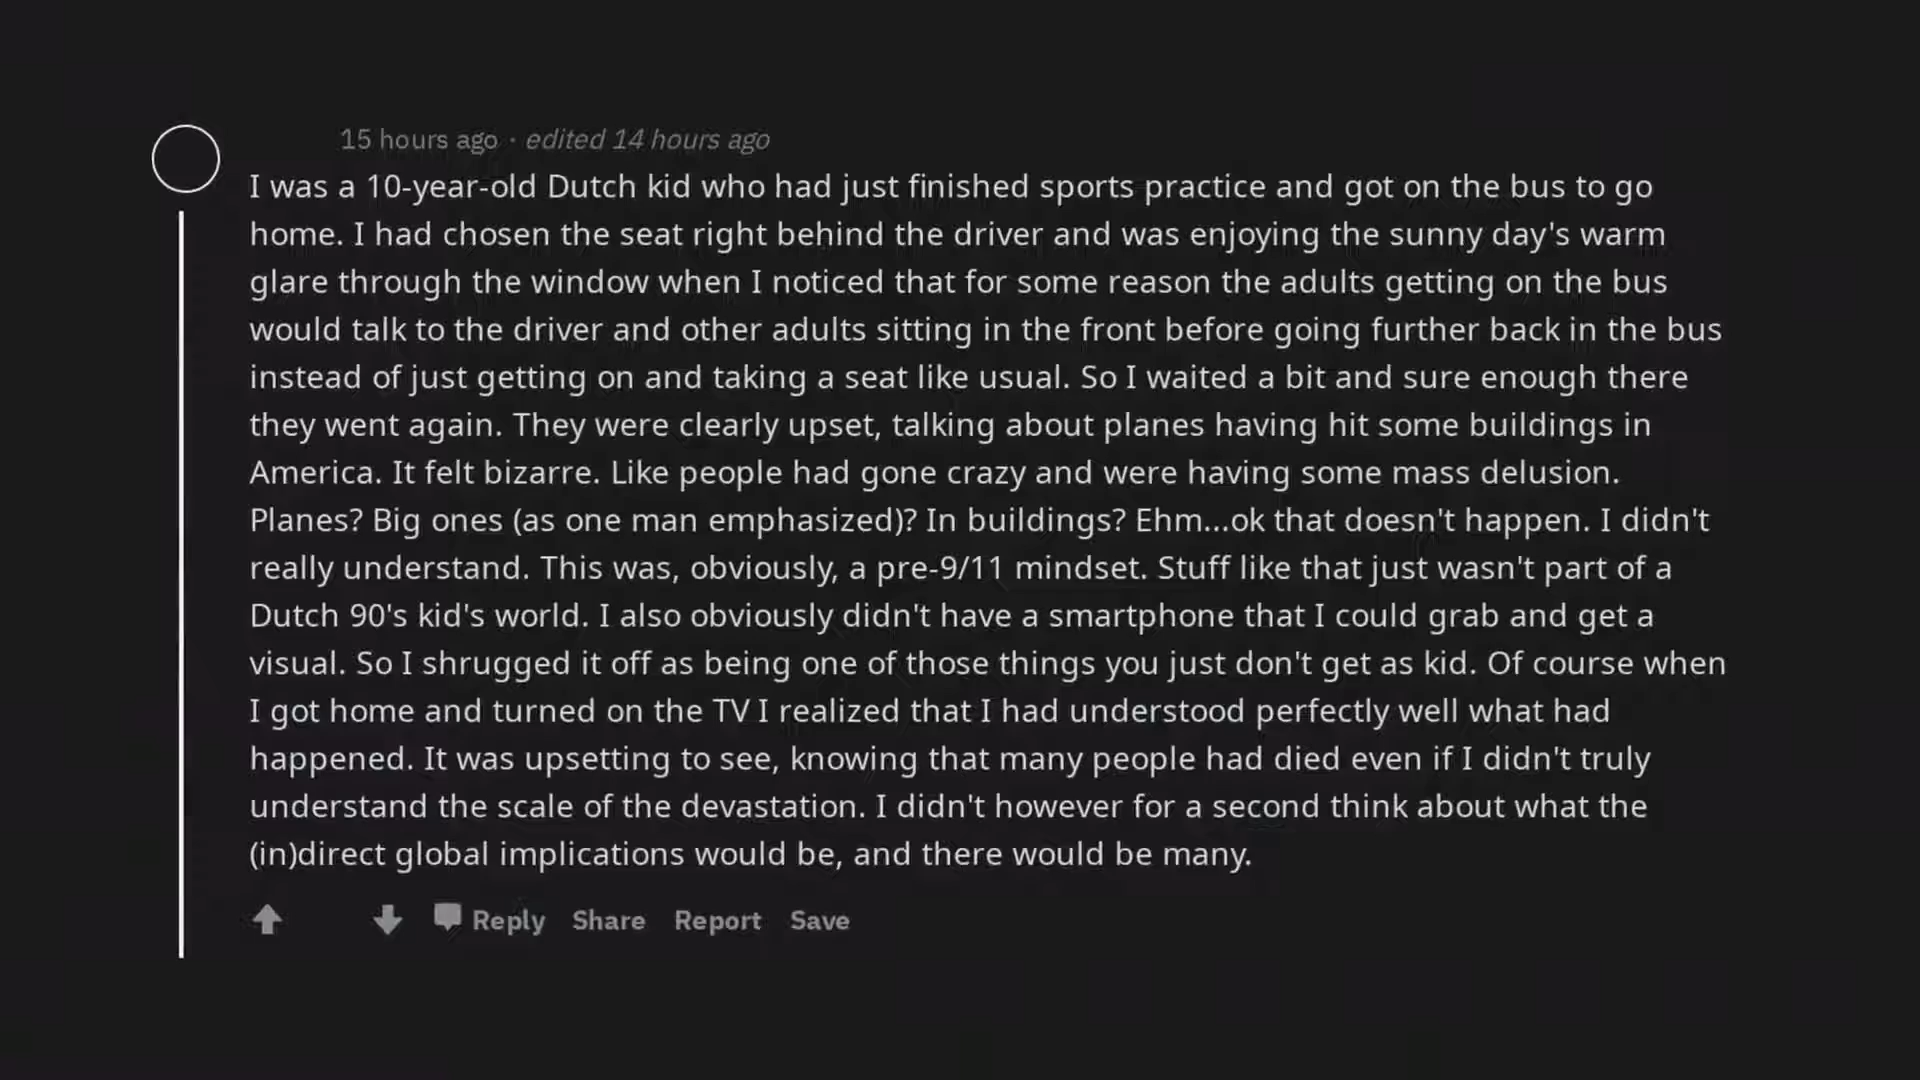 15 hours ago · edited 14 hours ago
I was a 10-year-old Dutch kid who had just finished sports practice and got on the bus to go
home. I had chosen the seat right behind the driver and was enjoying the sunny day's warm
glare through the window when I noticed that for some reason the adults getting on the bus
would talk to the driver and other adults sitting in the front before going further back in the bus
instead of just getting on and taking a seat like usual. So I waited a bit and sure enough there
they went again. They were clearly upset, talking about planes having hit some buildings in
America. It felt bizarre. Like people had gone crazy and were having some mass delusion.
Planes? Big ones (as one man emphasized)? In buildings? Ehm...ok that doesn't happen. I didn't
really understand. This was, obviously, a pre-9/11 mindset. Stuff like that just wasn't part of a
Dutch 90's kid's world. I also obviously didn't have a smartphone that I could grab and get a
visual. So I shrugged it off as being one of those things you just don't get as kid. Of course when
I got home and turned on the TV I realized that I had understood perfectly well what had
happened. It was upsetting to see, knowing that many people had died even if I didn't truly
understand the scale of the devastation. I didn't however for a second think about what the
(in)direct global implications would be, and there would be many.
Reply Share Report Save